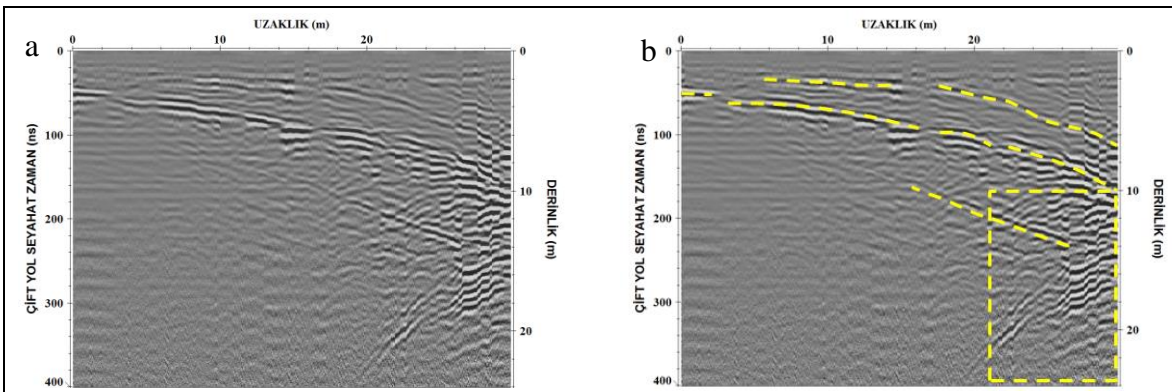 a
UZAKLIK (m)
0 10 20
ÇİFT YOL SEYAHAT ZAMAN (ns)
0
100
200
300
400
DERİNLİK (m)
0
10
20
b
UZAKLIK (m)
0 10 20
ÇİFT YOL SEYAHAT ZAMAN (ns)
0
100
200
300
400
DERİNLİK (m)
0
10
20